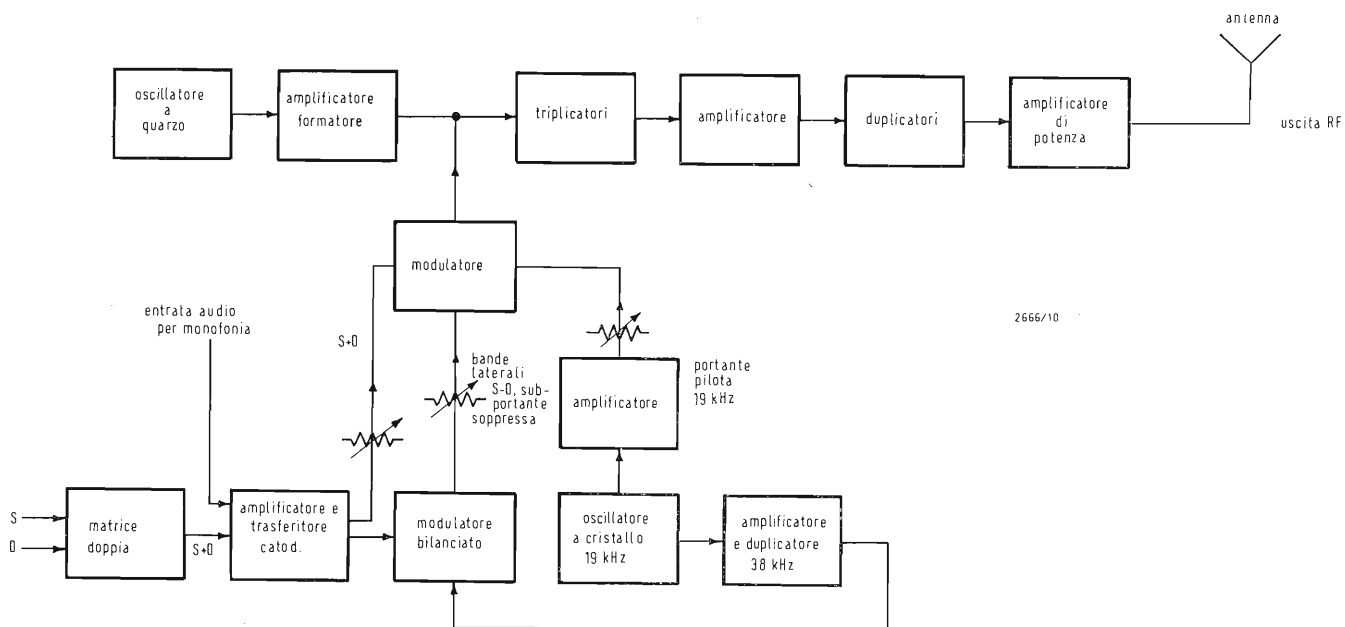 antenna
oscillatore
a
quarzo
amplificatore
formatore
triplicatori
amplificatore
duplicatori
amplificatore
di
potenza
uscita RF
modulatore
entrata audio
per monofonia
S+D
bande
laterali
S-D, sub-
portante
soppressa
amplificatore
portante
pilota
19 kHz
2666/10
S
D
matrice
doppia
S+D
amplificatore e
trasferitore
catod.
modulatore
bilanciato
oscillatore
a cristallo
19 kHz
amplificatore
e duplicatore
38 kHz